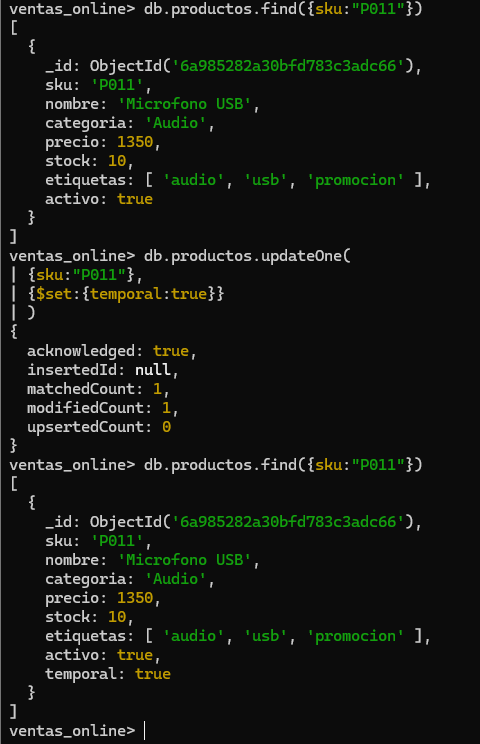 ventas_online> db.productos.find({sku:"P011"})
[
  {
    _id: ObjectId('6a985282a30bfd783c3adc66'),
    sku: 'P011',
    nombre: 'Microfono USB',
    categoria: 'Audio',
    precio: 1350,
    stock: 10,
    etiquetas: [ 'audio', 'usb', 'promocion' ],
    activo: true
  }
]
ventas_online> db.productos.updateOne(
| {sku:"P011"},
| {$set:{temporal:true}}
| )
{
  acknowledged: true,
  insertedId: null,
  matchedCount: 1,
  modifiedCount: 1,
  upsertedCount: 0
}
ventas_online> db.productos.find({sku:"P011"})
[
  {
    _id: ObjectId('6a985282a30bfd783c3adc66'),
    sku: 'P011',
    nombre: 'Microfono USB',
    categoria: 'Audio',
    precio: 1350,
    stock: 10,
    etiquetas: [ 'audio', 'usb', 'promocion' ],
    activo: true,
    temporal: true
  }
]
ventas_online>